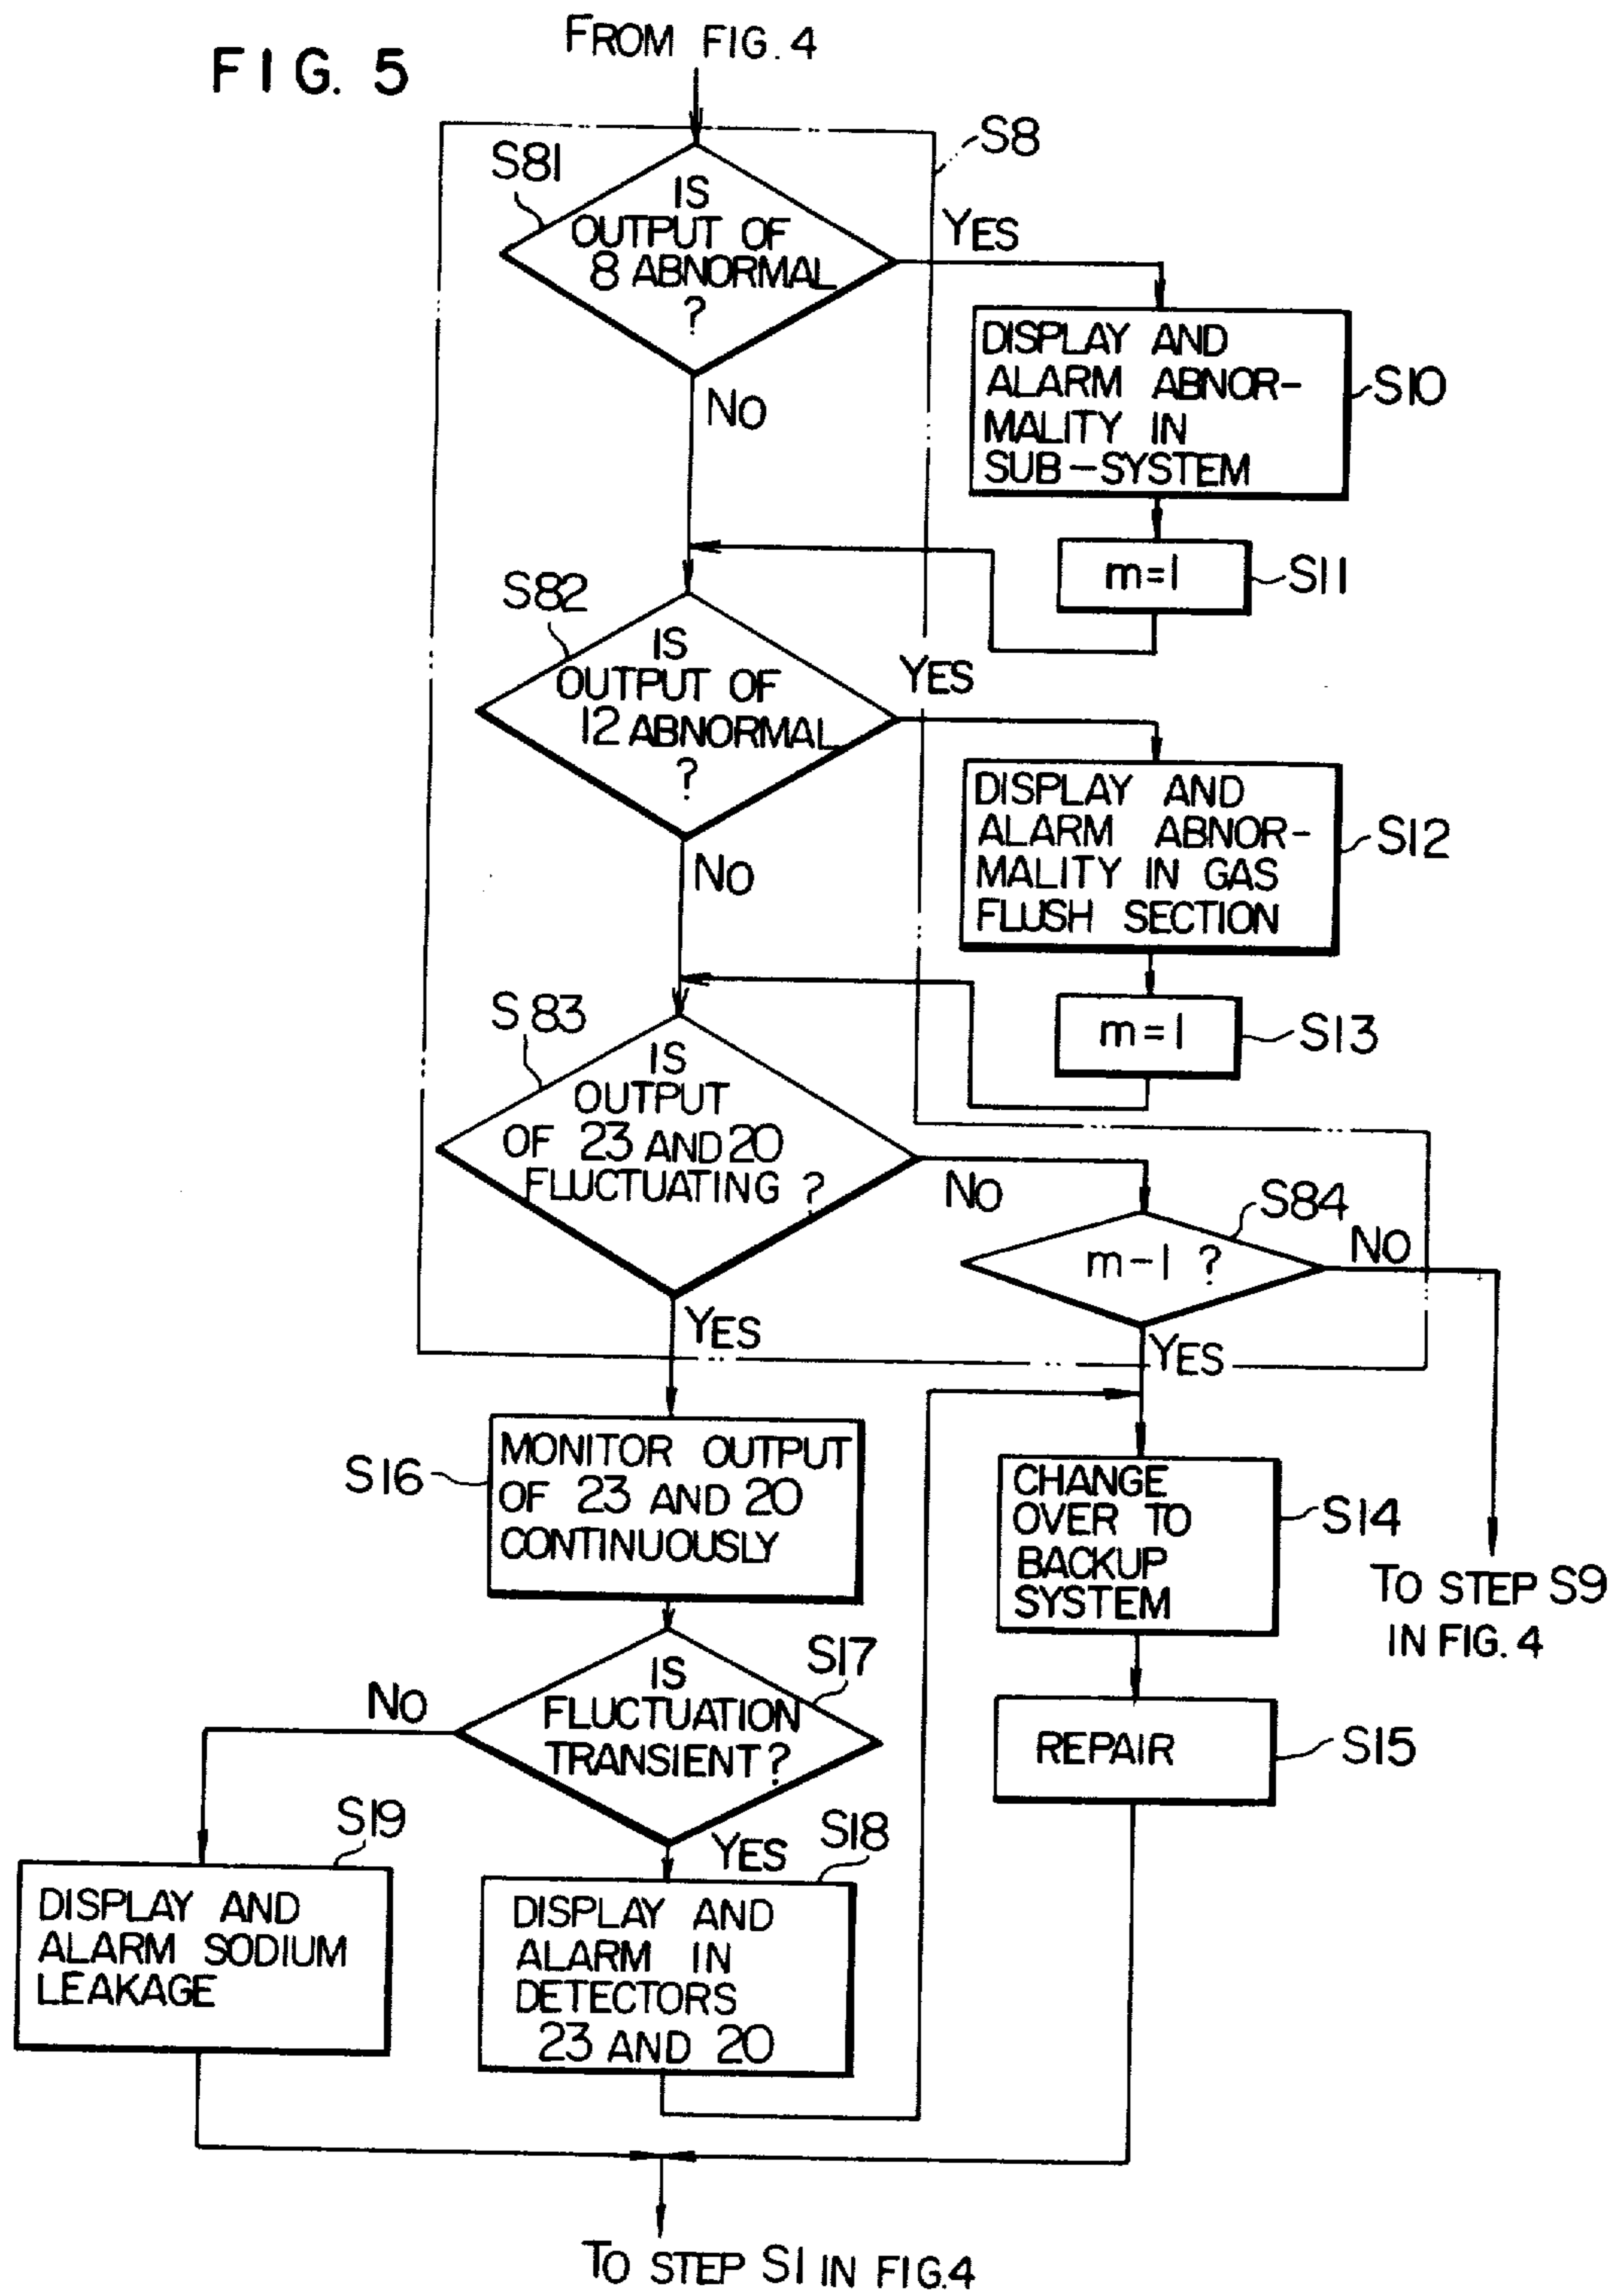 FROM FIG. 4
FIG. 5
S8
S81
IS
OUTPUT OF
8 ABNORMAL
?
YES
NO
DISPLAY AND
ALARM ABNOR-
MALITY IN
SUB-SYSTEM
S10
m=1
S11
S82
IS
OUTPUT OF
12 ABNORMAL
?
YES
NO
DISPLAY AND
ALARM ABNOR-
MALITY IN GAS
FLUSH SECTION
S12
m=1
S13
S83
IS
OUTPUT
OF 23 AND 20
FLUCTUATING ?
NO
YES
S84
m-1 ?
NO
YES
S16
MONITOR OUTPUT
OF 23 AND 20
CONTINUOUSLY
CHANGE
OVER TO
BACKUP
SYSTEM
S14
TO STEP S9
IN FIG. 4
S17
IS
FLUCTUATION
TRANSIENT?
NO
YES
REPAIR
S15
S19
DISPLAY AND
ALARM SODIUM
LEAKAGE
S18
DISPLAY AND
ALARM IN
DETECTORS
23 AND 20
TO STEP S1 IN FIG.4